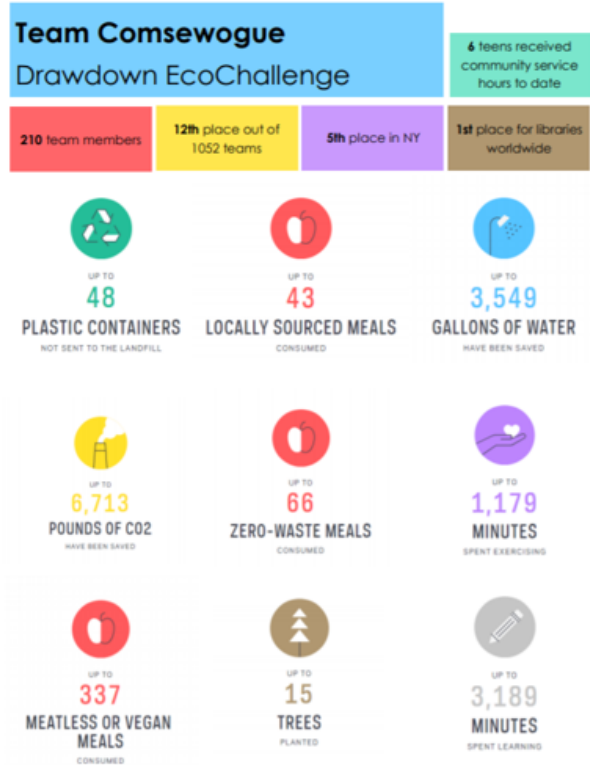 Team Comsewogue
Drawdown EcoChallenge
6 teens received
community service
hours to date
210 team members
12th place out of
1052 teams
5th place in NY
1st place for libraries
worldwide
UP TO
48
PLASTIC CONTAINERS
NOT SENT TO THE LANDFILL
UP TO
43
LOCALLY SOURCED MEALS
CONSUMED
UP TO
3,549
GALLONS OF WATER
HAVE BEEN SAVED
UP TO
6,713
POUNDS OF CO2
HAVE BEEN SAVED
UP TO
66
ZERO-WASTE MEALS
CONSUMED
UP TO
1,179
MINUTES
SPENT EXERCISING
UP TO
337
MEATLESS OR VEGAN
MEALS
CONSUMED
UP TO
15
TREES
PLANTED
UP TO
3,189
MINUTES
SPENT LEARNING